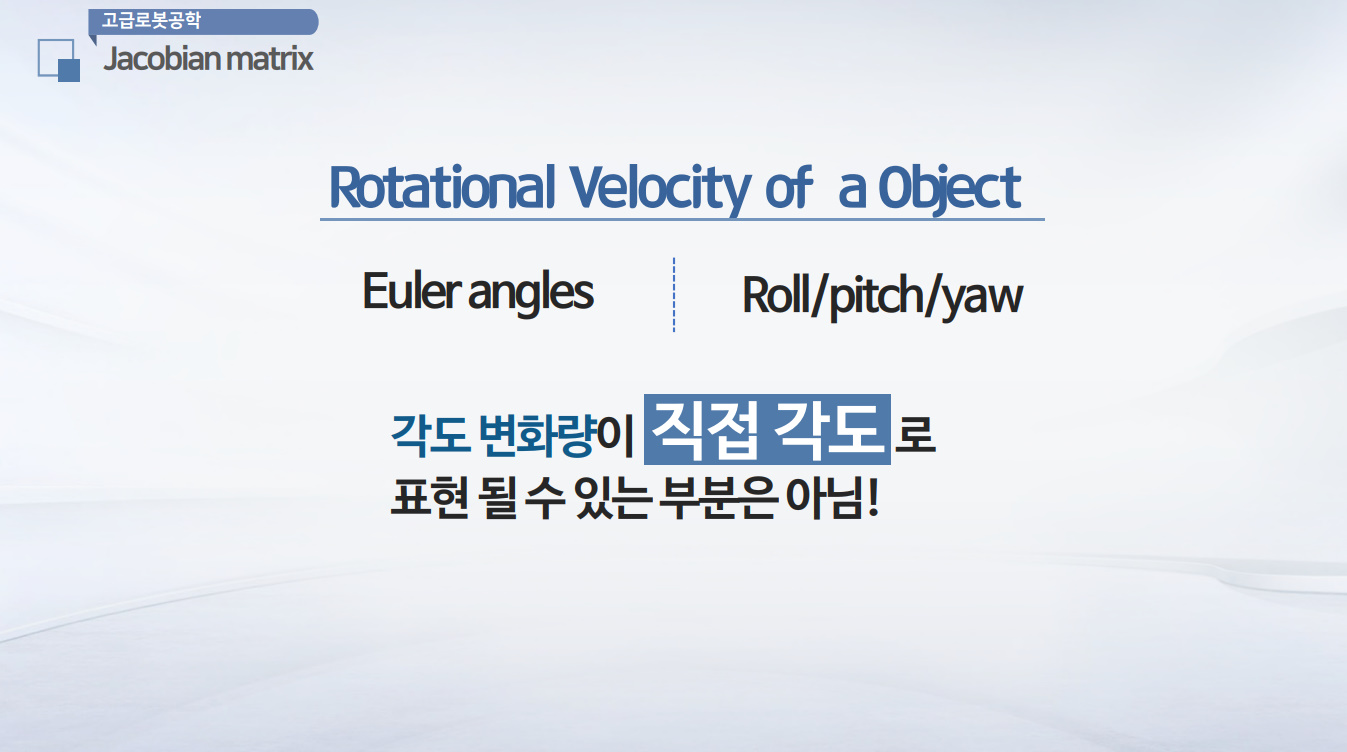 고급로봇공학
Jacobian matrix
Rotational Velocity of a Object
Euler angles
Roll/pitch/yaw
각도 변화량이 직접 각도로
표현 될 수 있는 부분은 아님!